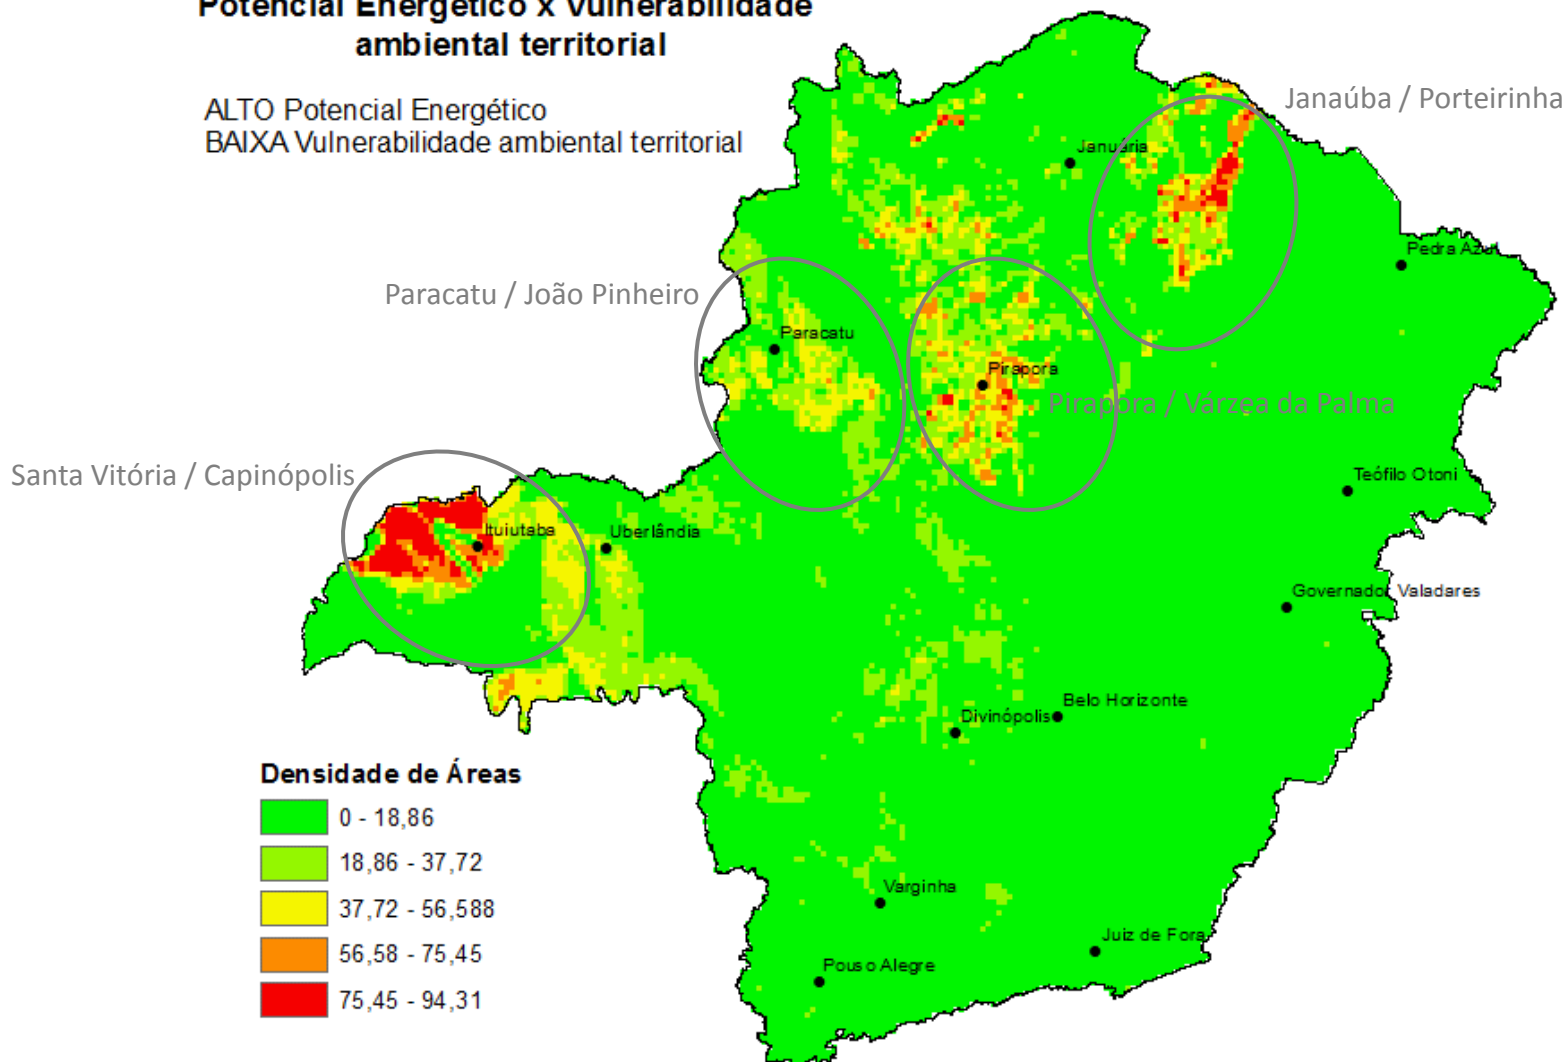 Potencial Energético x Vulnerabilidade
ambiental territorial
ALTO Potencial Energético
BAIXA Vulnerabilidade ambiental territorial
Janaúba / Porteirinha
Januária
Pedra Azul
Paracatu / João Pinheiro
Paracatu
Pirapora
Pirapora / Várzea da Palma
Santa Vitória / Capinópolis
Teófilo Otoni
Ituiutaba
Uberlândia
Governador Valadares
Belo Horizonte
Divinópolis
Densidade de Áreas
0 - 18,86
18,86 - 37,72
37,72 - 56,588
56,58 - 75,45
75,45 - 94,31
Varginha
Juiz de Fora
Pouso Alegre